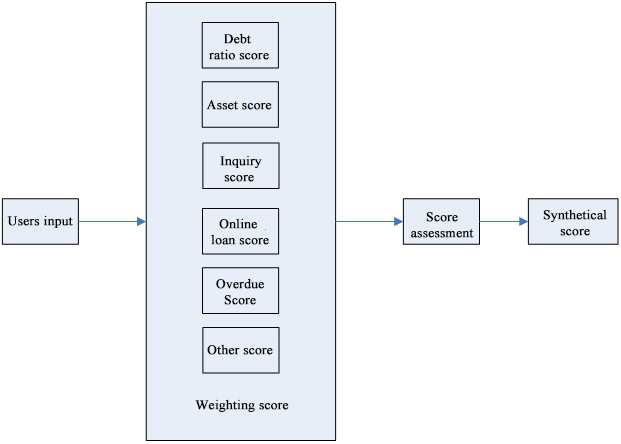 Users input
Debt
ratio score
Asset score
Inquiry
score
Online
loan score
Overdue
Score
Other score
Weighting score
Score
assessment
Synthetical
score